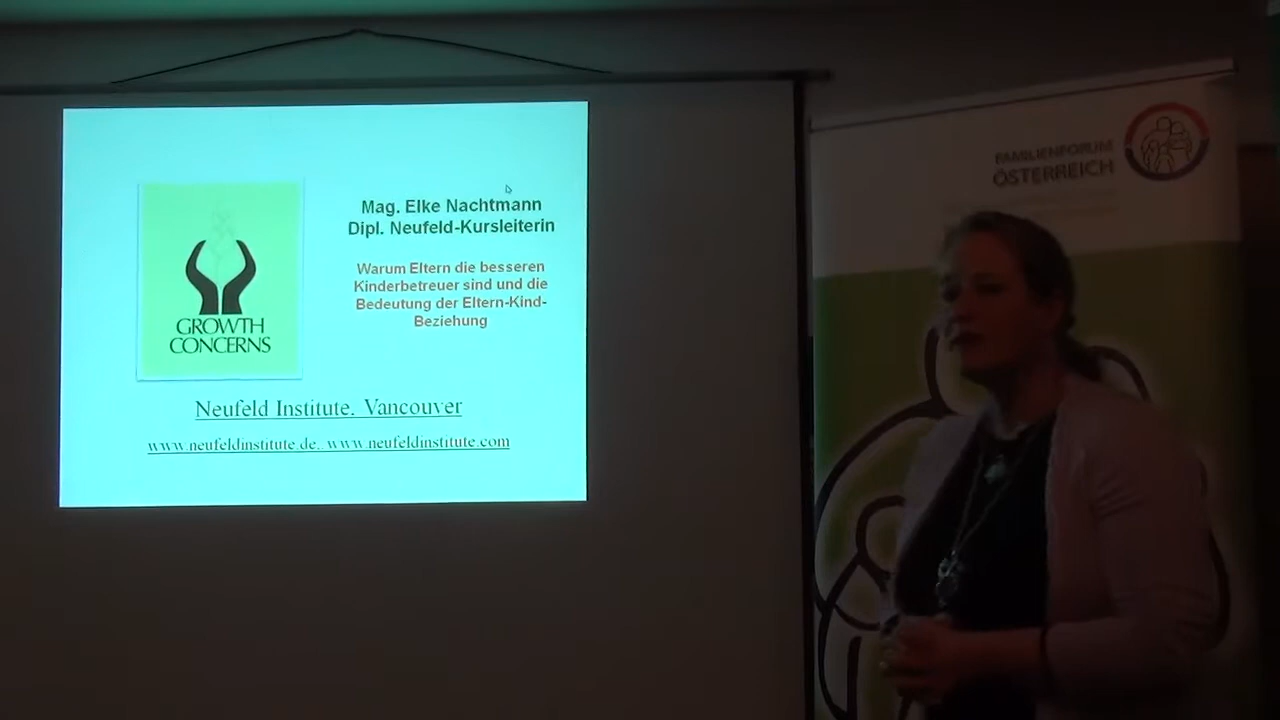 GROWTH
CONCERNS
Mag. Elke Nachtmann
Dipl. Neufeld-Kursleiterin
Warum Eltern die besseren
Kinderbetreuer sind und die
Bedeutung der Eltern-Kind-
Beziehung
Neufeld Institute. Vancouver
www.neufeldinstitute.de.. www.neufeldinstitute.com
FAMILIENFORUM
ÖSTERREICH